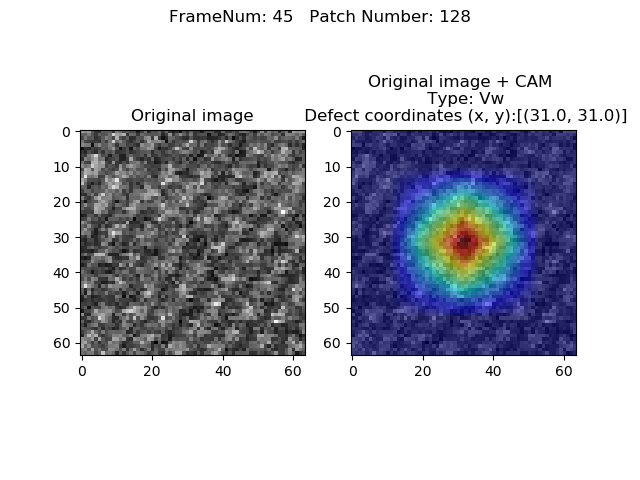 FrameNum: 45   Patch Number: 128
Original image
0
10
20
30
40
50
60
0 20 40 60
Original image + CAM
Type: Vw
Defect coordinates (x, y):[(31.0, 31.0)]
0
10
20
30
40
50
60
0 20 40 60